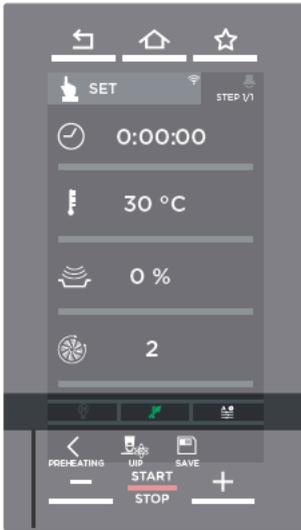 SET
STEP 1/1
0:00:00
30 °C
0 %
2
PREHEATING UIP SAVE
START
STOP